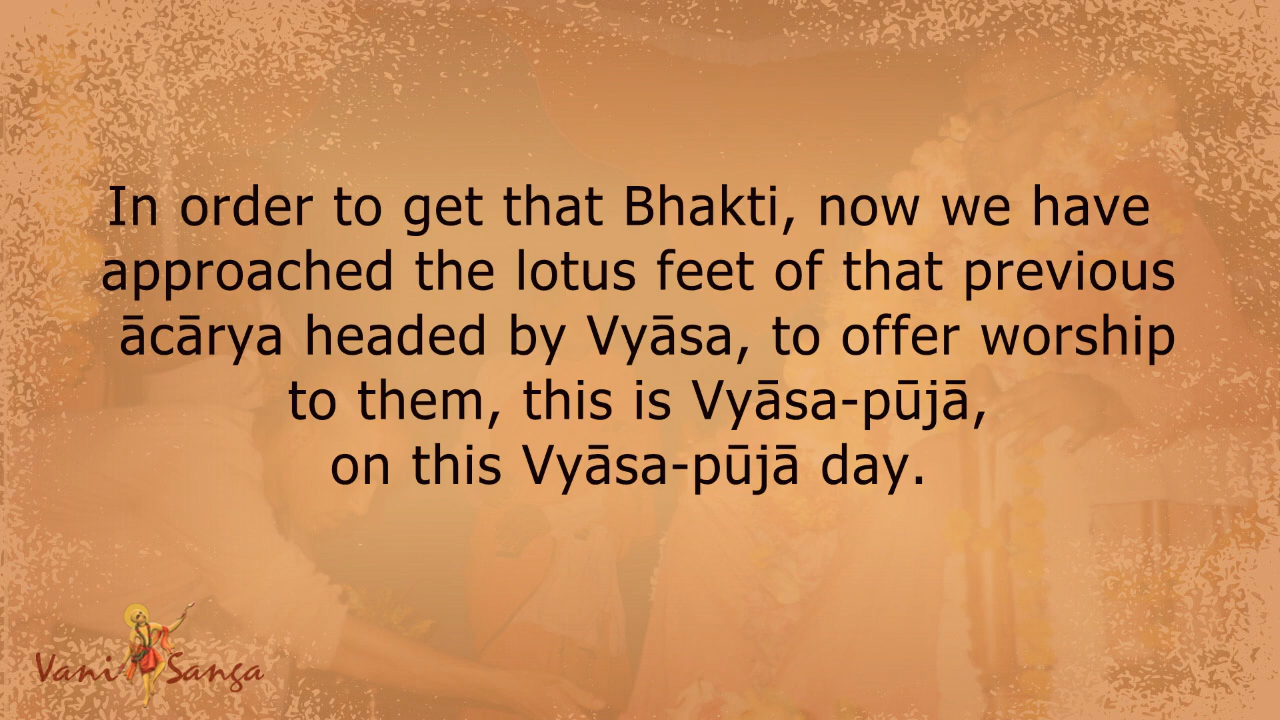 In order to get that Bhakti, now we have
approached the lotus feet of that previous
ācārya headed by Vyāsa, to offer worship
to them, this is Vyāsa-pūjā,
on this Vyāsa-pūjā day.
Vani Sanga